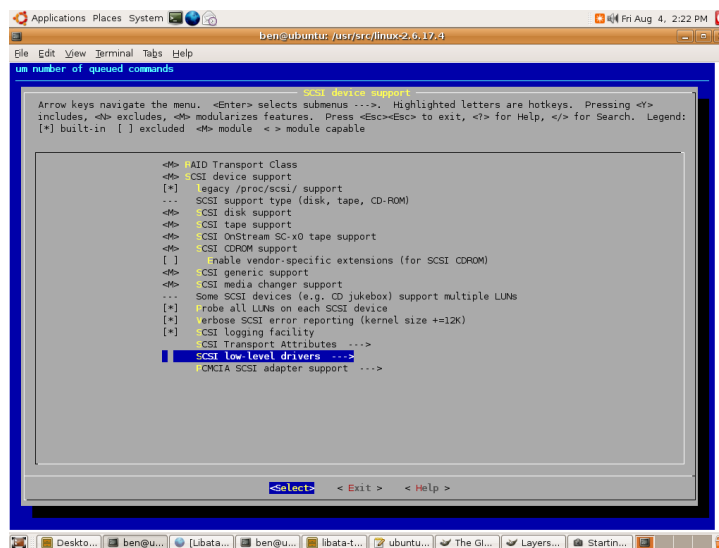 Applications Places System Fri Aug 4, 2:22 PM
ben@ubuntu: /usr/src/linux-2.6.17.4
File Edit View Terminal Tabs Help
um number of queued commands
SCSI device support
Arrow keys navigate the menu. <Enter> selects submenus --->. Highlighted letters are hotkeys. Pressing <Y>
includes, <N> excludes, <M> modularizes features. Press <Esc><Esc> to exit, <?> for Help, </> for Search. Legend:
[*] built-in [ ] excluded <M> module < > module capable
<M> RAID Transport Class
<M> SCSI device support
[*] legacy /proc/scsi/ support
--- SCSI support type (disk, tape, CD-ROM)
<M> SCSI disk support
<M> SCSI tape support
<M> SCSI OnStream SC-x0 tape support
<M> SCSI CDROM support
[ ] Enable vendor-specific extensions (for SCSI CDROM)
<M> SCSI generic support
<M> SCSI media changer support
--- Some SCSI devices (e.g. CD jukebox) support multiple LUNs
[*] Probe all LUNs on each SCSI device
[*] Verbose SCSI error reporting (kernel size +=12K)
[*] SCSI logging facility
SCSI Transport Attributes --->
SCSI low-level drivers --->
PCMCIA SCSI adapter support --->
<Select> < Exit > < Help >
Deskto... ben@u... [Libata... ben@u... libata-t... ubuntu... The GI... Layers... Startin...